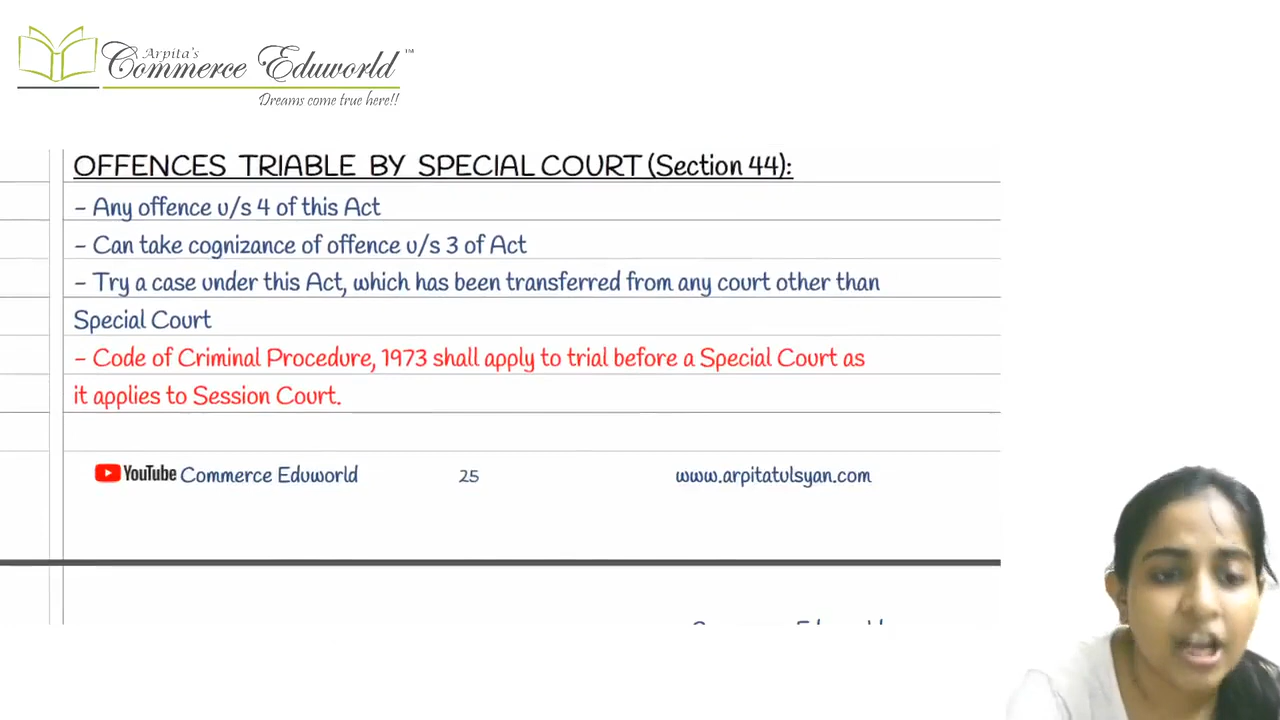 Arpita's
Commerce Eduworld™
Dreams come true here!!
OFFENCES TRIABLE BY SPECIAL COURT (Section 44):
- Any offence u/s 4 of this Act
- Can take cognizance of offence u/s 3 of Act
- Try a case under this Act, which has been transferred from any court other than
Special Court
- Code of Criminal Procedure, 1973 shall apply to trial before a Special Court as
it applies to Session Court.
YouTube Commerce Eduworld 25 www.arpitatulsyan.com